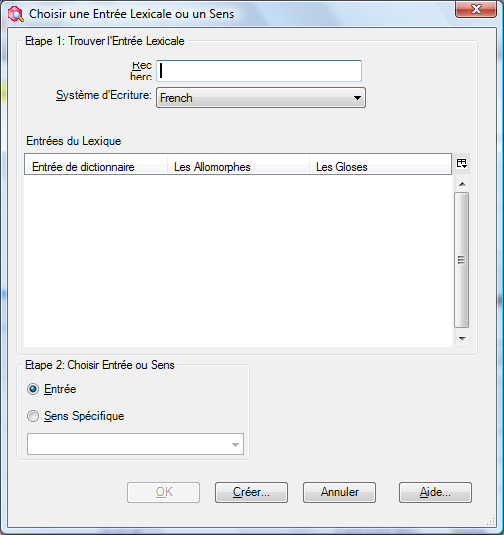 Choisir une Entrée Lexicale ou un Sens
Etape 1: Trouver l'Entrée Lexicale
Rec
herc
Système d'Ecriture: French
Entrées du Lexique
Entrée de dictionnaire Les Allomorphes Les Gloses
Etape 2: Choisir Entrée ou Sens
Entrée
Sens Spécifique
OK Créer... Annuler Aide...